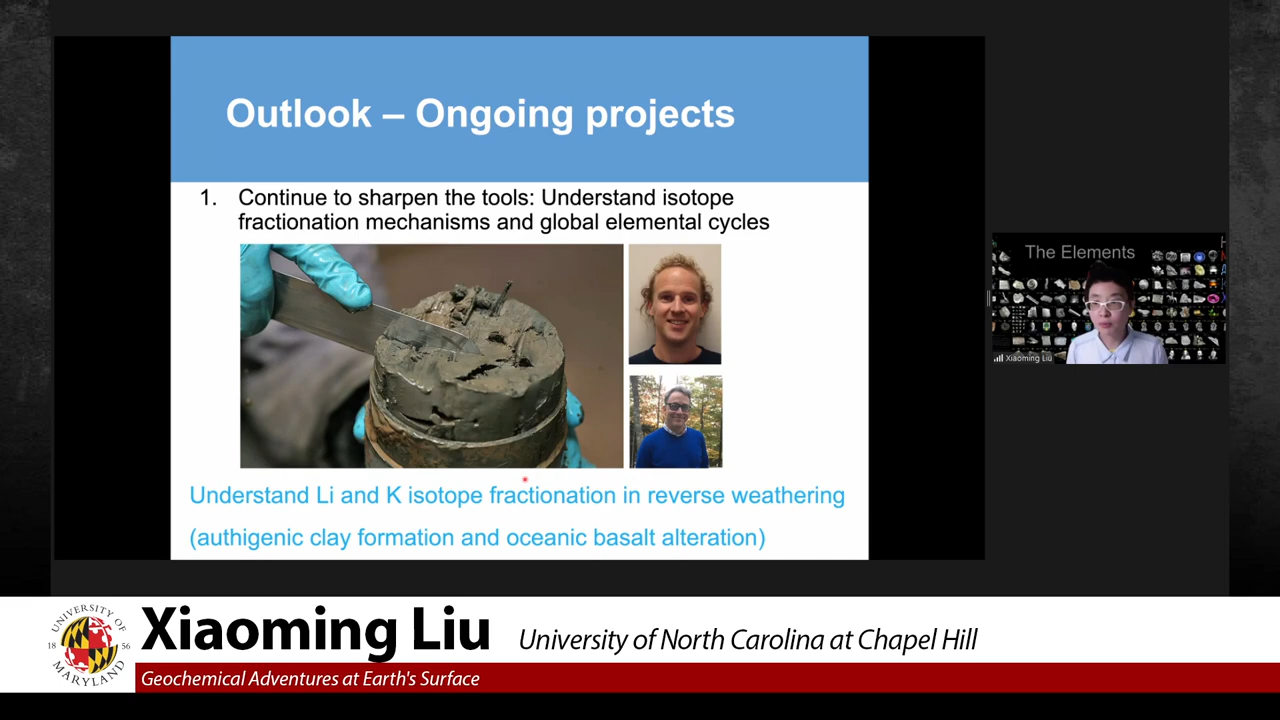 Outlook – Ongoing projects
1. Continue to sharpen the tools: Understand isotope
fractionation mechanisms and global elemental cycles
Understand Li and K isotope fractionation in reverse weathering
(authigenic clay formation and oceanic basalt alteration)
The Elements
Xiaoming Liu
UNIVERSITY OF
18 56
MARYLAND
Xiaoming Liu
University of North Carolina at Chapel Hill
Geochemical Adventures at Earth's Surface